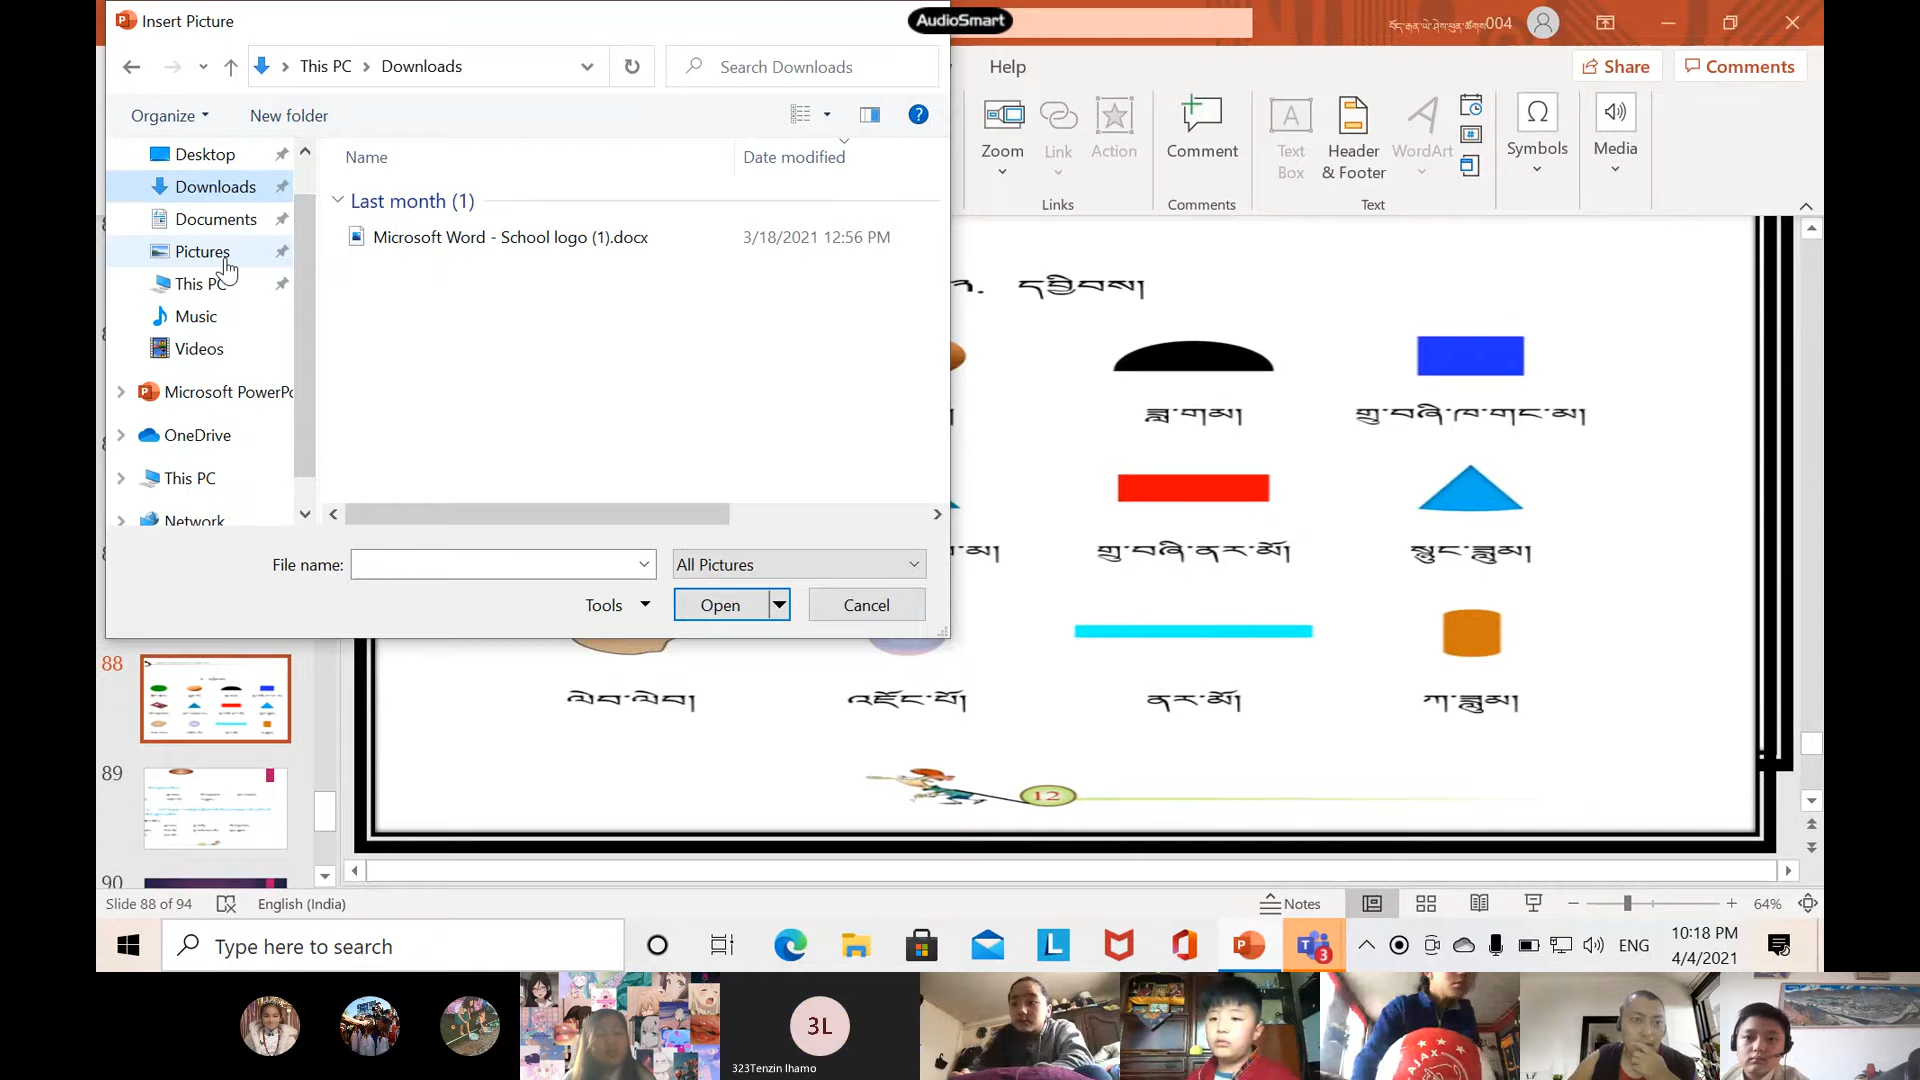 Insert Picture
AudioSmart
བོད་རྒན་ཡེ་ཤེས་ཕུན་ཚོགས་004
This PC
Downloads
Search Downloads
Help
Share
Comments
Organize
New folder
Name
Date modified
Desktop
Downloads
Documents
Pictures
This PC
Music
Videos
Microsoft PowerPo
OneDrive
This PC
Network
Last month (1)
Microsoft Word - School logo (1).docx
3/18/2021 12:56 PM
File name:
All Pictures
Tools
Open
Cancel
Zoom
Link
Action
Comment
Text Box
Header & Footer
WordArt
Symbols
Media
Links
Comments
Text
༢. དབྱིབས།
ཟླ་གམ།
གྲུ་བཞི་ཁ་གང་མ།
གྲུ་བཞི་ནར་མོ།
སྙུང་ཟླུམ།
ལེབ་ལེབ།
འཇོང་པོ།
ནར་མོ།
ཀ་ཟླུམ།
12
88
89
90
Slide 88 of 94
English (India)
Notes
64%
Type here to search
3
ENG
10:18 PM
4/4/2021
3L
323Tenzin lhamo
AJAX